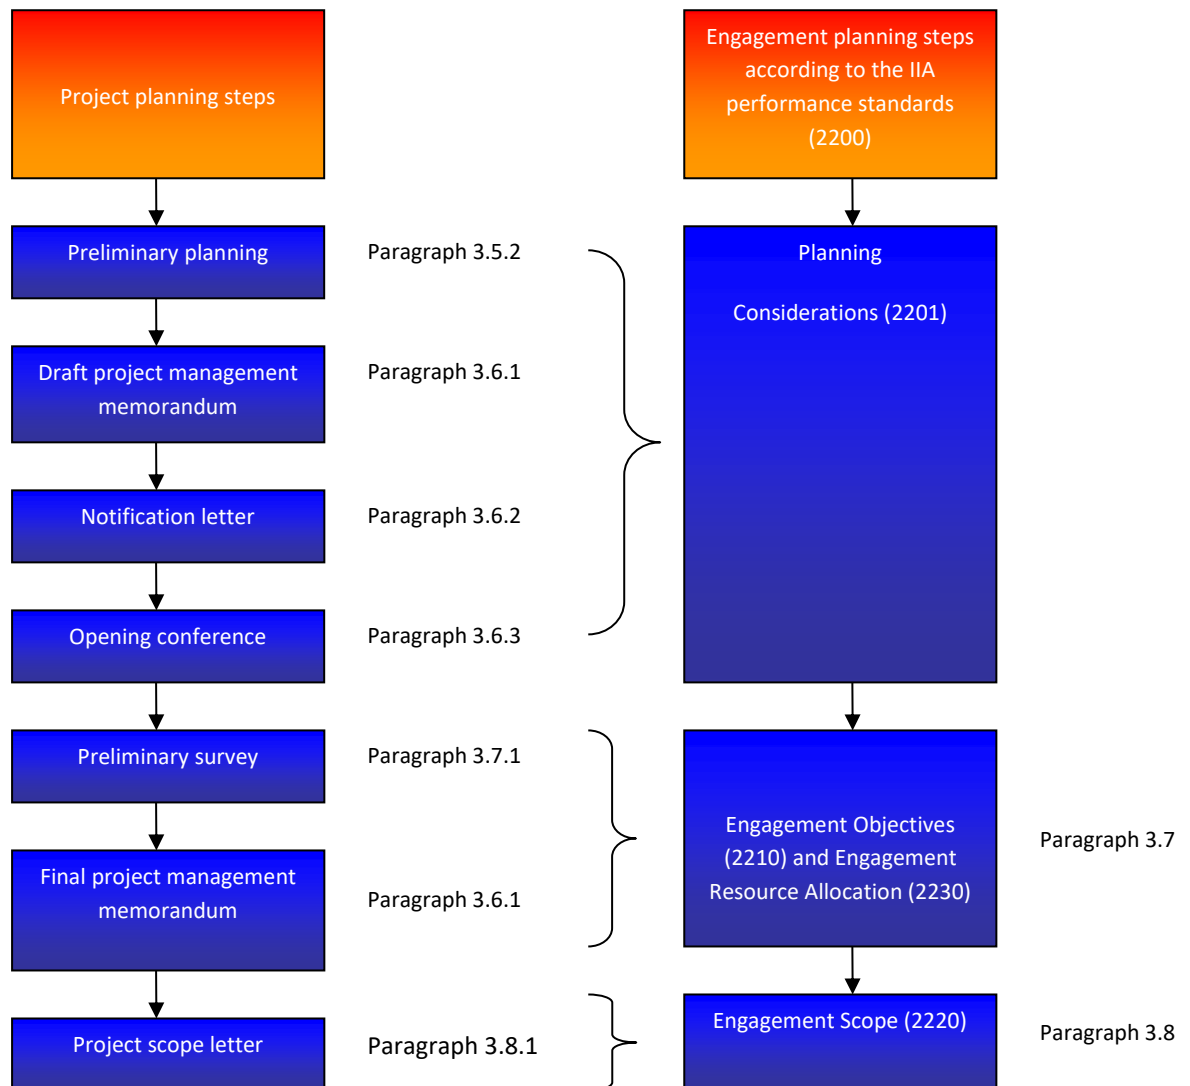 Project planning steps
Engagement planning steps
according to the IIA
performance standards
(2200)
Preliminary planning
Paragraph 3.5.2
Planning
Considerations (2201)
Draft project management
memorandum
Paragraph 3.6.1
Notification letter
Paragraph 3.6.2
Opening conference
Paragraph 3.6.3
Preliminary survey
Paragraph 3.7.1
Engagement Objectives
(2210) and Engagement
Resource Allocation (2230)
Paragraph 3.7
Final project management
memorandum
Paragraph 3.6.1
Project scope letter
Paragraph 3.8.1
Engagement Scope (2220)
Paragraph 3.8